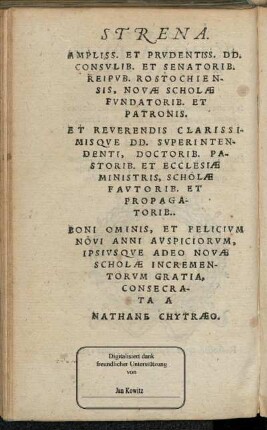 STRENA.
AMPLISS. ET PRVDENTISS. DD.
CONSVLIB. ET SENATORIB.
REIPVB. ROSTOCHIEN-
SIS, NOVÆ SCHOLÆ
FVNDATORIB. ET
PATRONIS.
ET REVERENDIS CLARISSI-
MISQVE DD. SVPERINTEN-
DENTI, DOCTORIB. PA-
STORIB. ET ECCLESIÆ
MINISTRIS, SCHOLÆ
FAVTORIB. ET
PROPAGA-
TORIB..
BONI OMINIS, ET FELICIVM
NOVI ANNI AVSPICIORVM,
IPSIVSQVE ADEO NOVÆ
SCHOLÆ INCREMEN-
TORVM GRATIA,
CONSECRA-
TA A
NATHANE CHYTRÆO.
Digitalisiert dank
freundlicher Unterstützung
von
Jan Kowitz